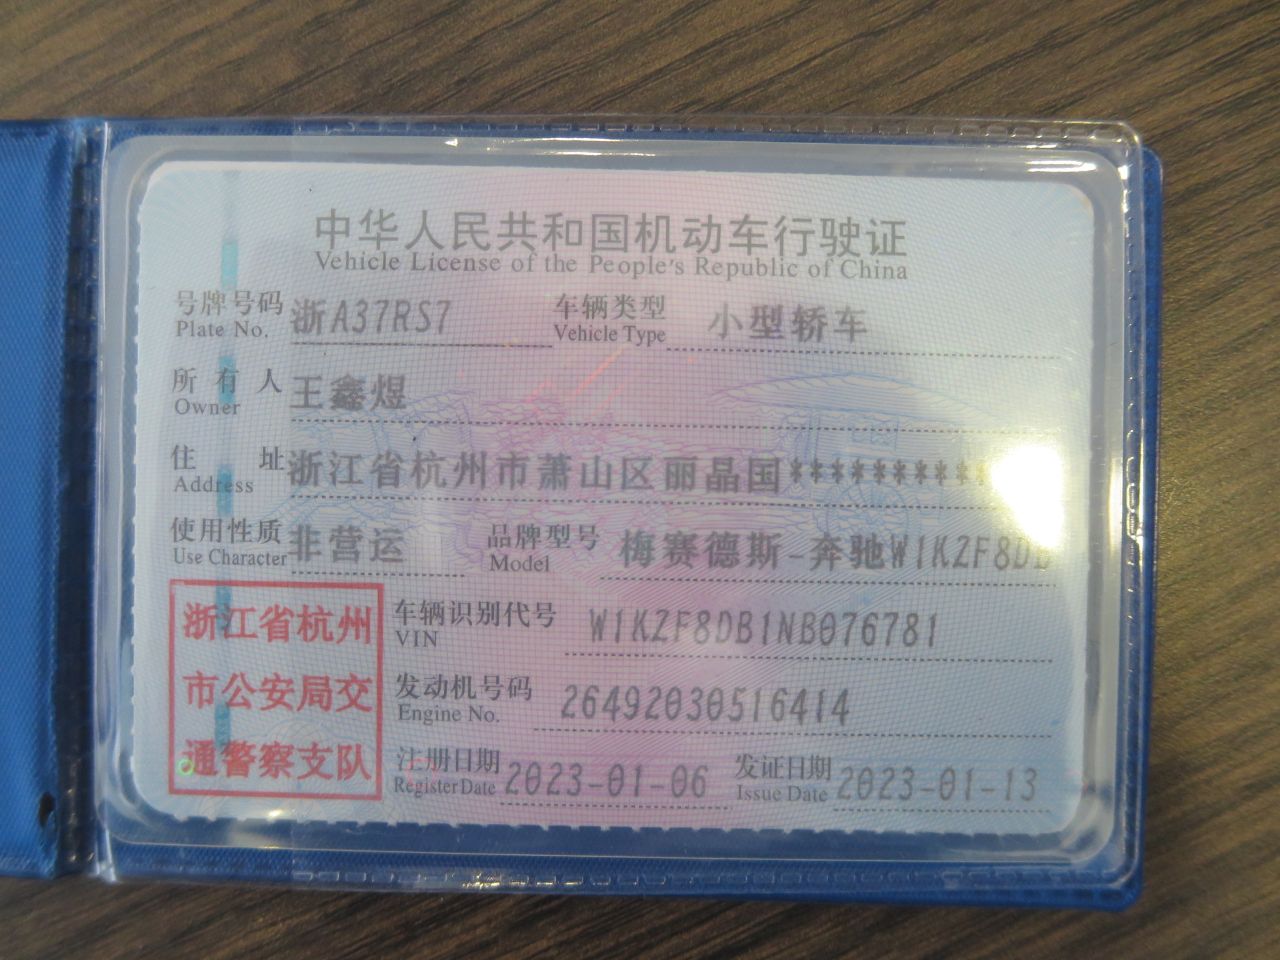 中华人民共和国机动车行驶证
Vehicle License of the People's Republic of China
号牌号码 浙A37RS7 车辆类型 小型轿车
Plate No. Vehicle Type
所有人 王鑫煜
Owner
住址 浙江省杭州市萧山区丽晶国**********
Address
使用性质 非营运 品牌型号 梅赛德斯-奔驰W1KZF8DB
Use Character Model
浙江省杭州
市公安局交
通警察支队
车辆识别代号 W1KZF8DB1NB076781
VIN
发动机号码 26492030516414
Engine No.
注册日期 2023-01-06 发证日期 2023-01-13
Register Date Issue Date